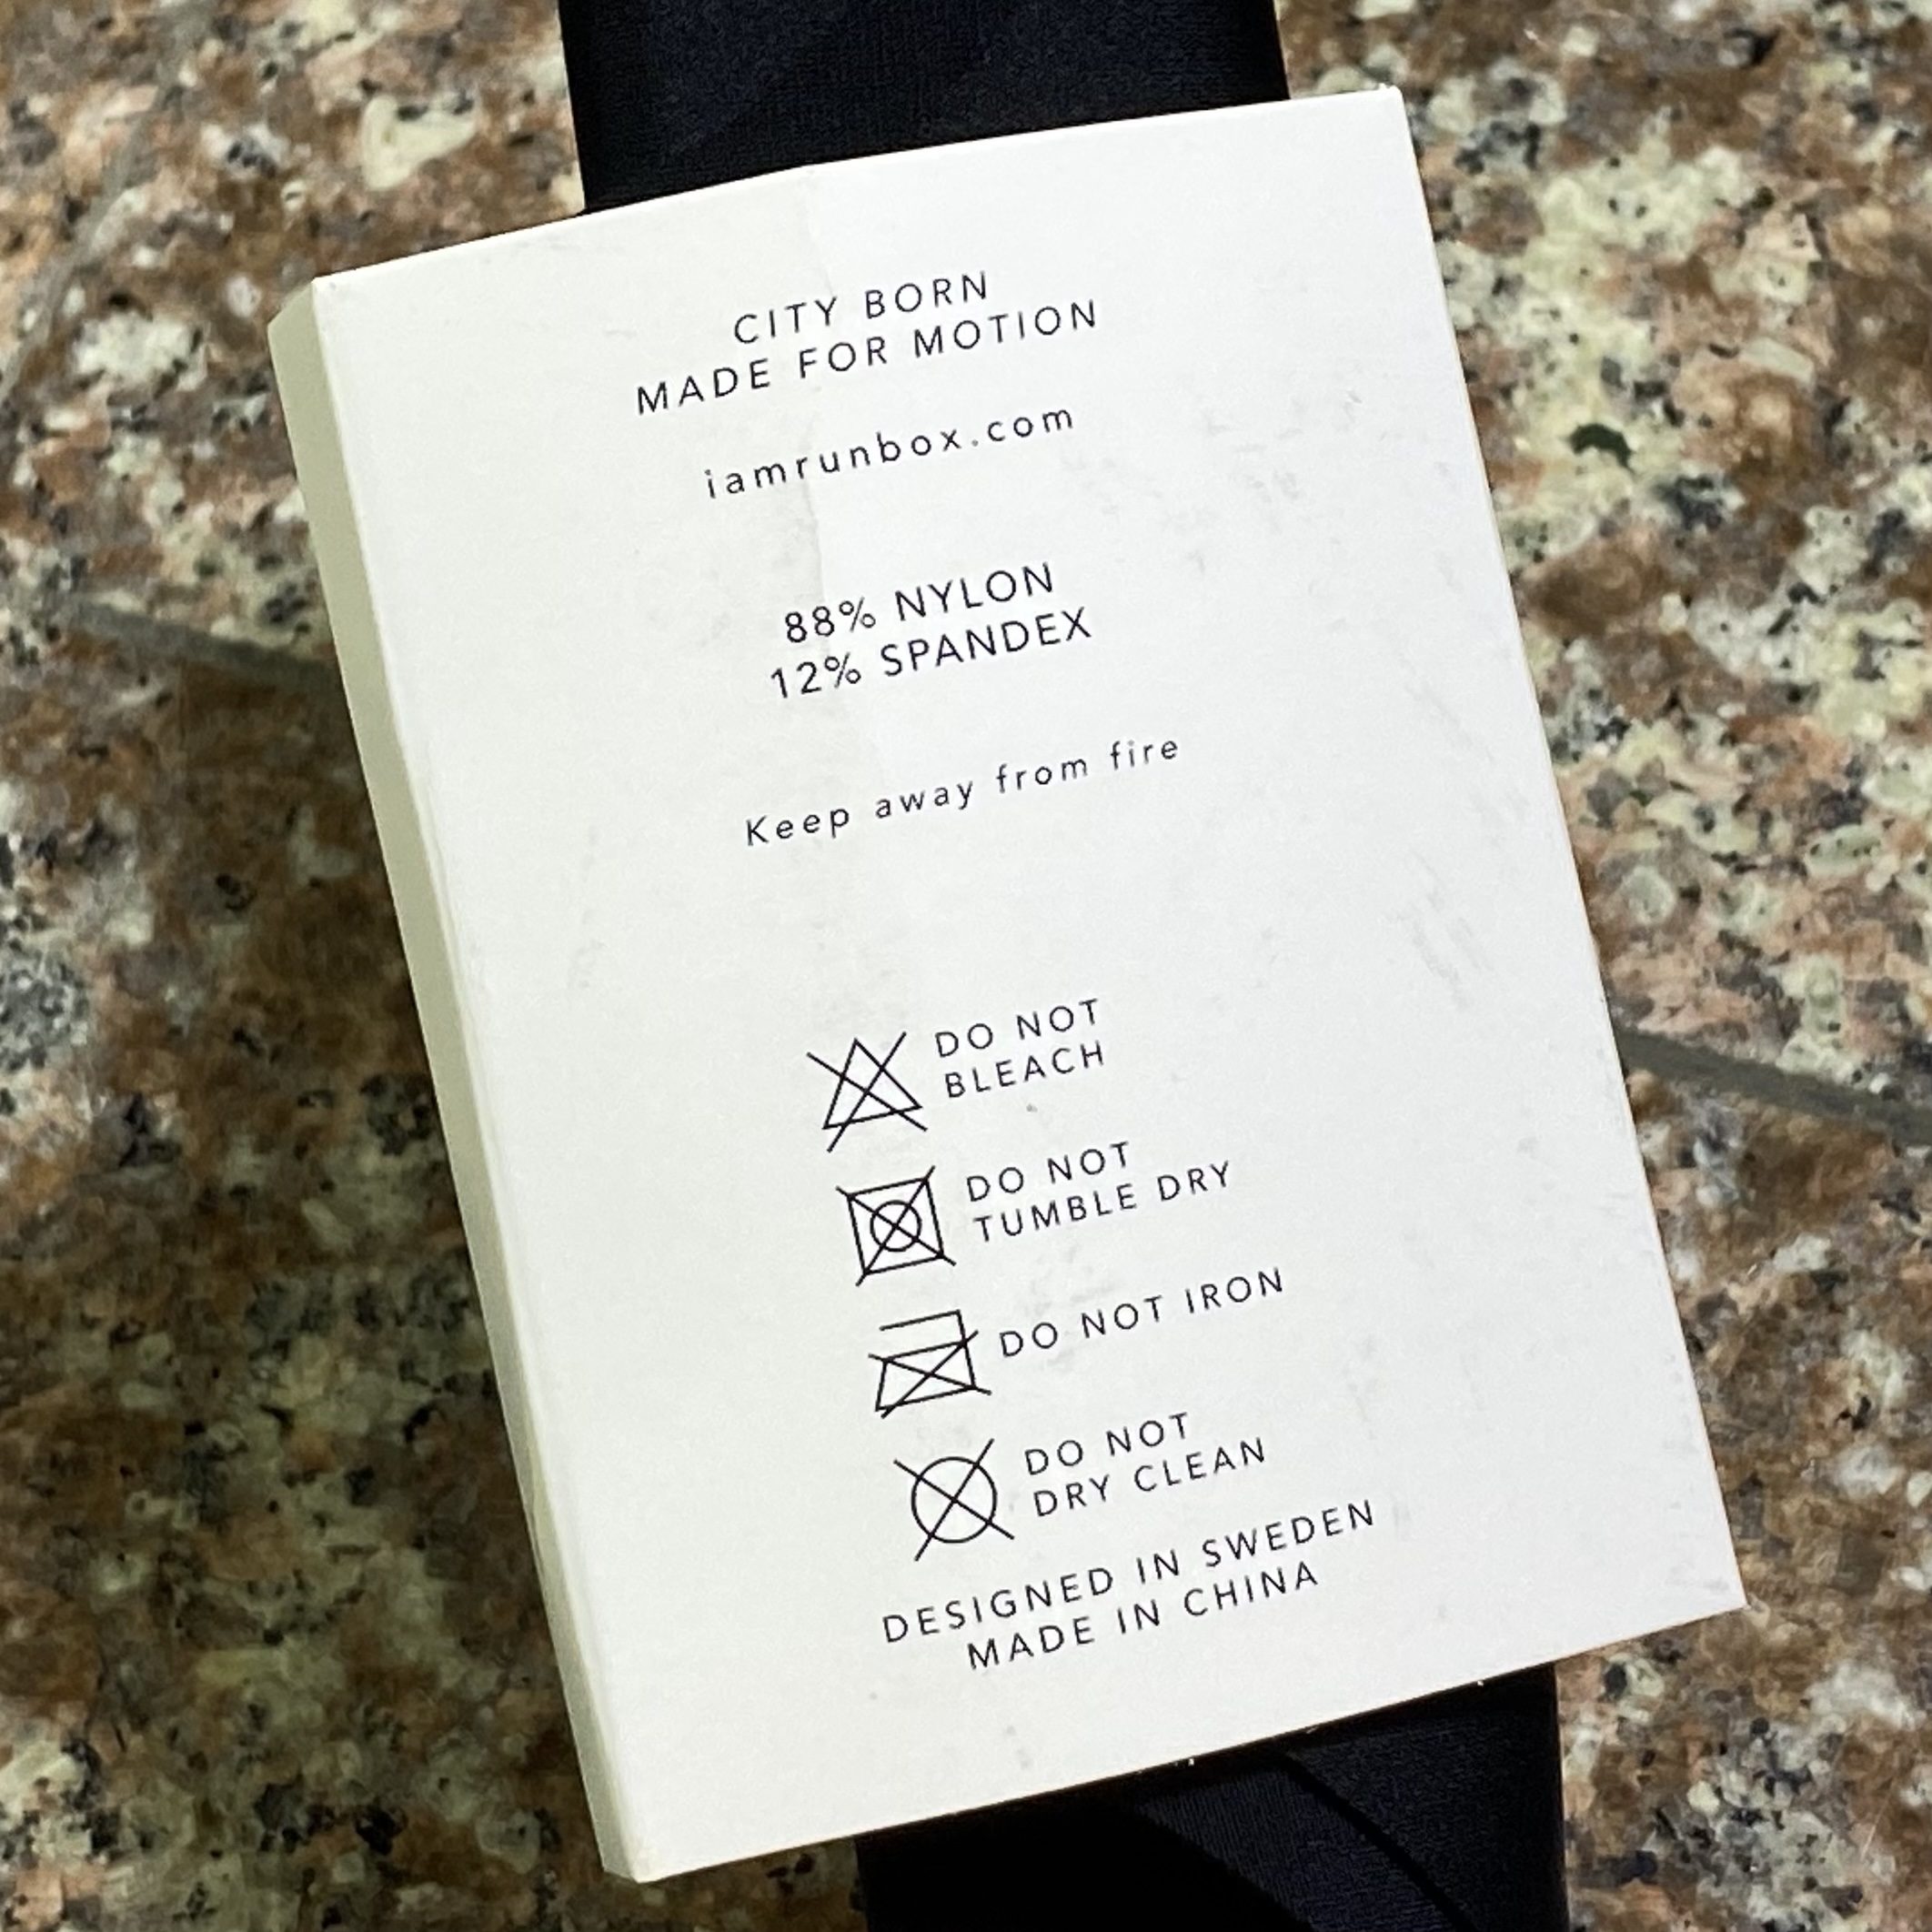 CITY BORN
MADE FOR MOTION
iamrunbox.com
88% NYLON
12% SPANDEX
Keep away from fire
DO NOT
BLEACH
DO NOT
TUMBLE DRY
DO NOT IRON
DO NOT
DRY CLEAN
DESIGNED IN SWEDEN
MADE IN CHINA